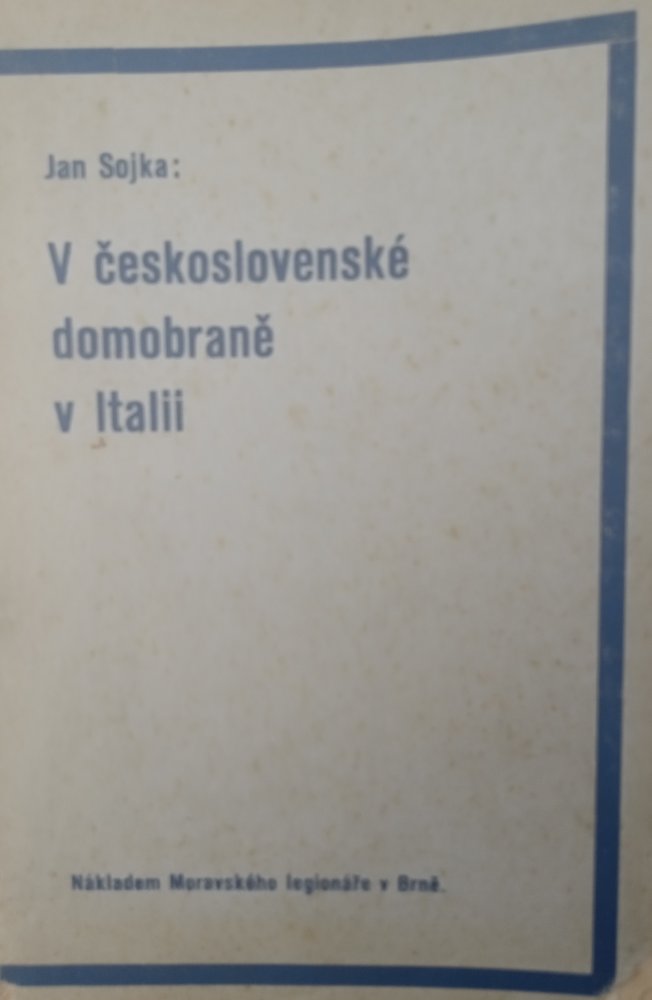 Jan Sojka:
V československé
domobraně
v Italii
Nákladem Moravského legionáře v Brně.